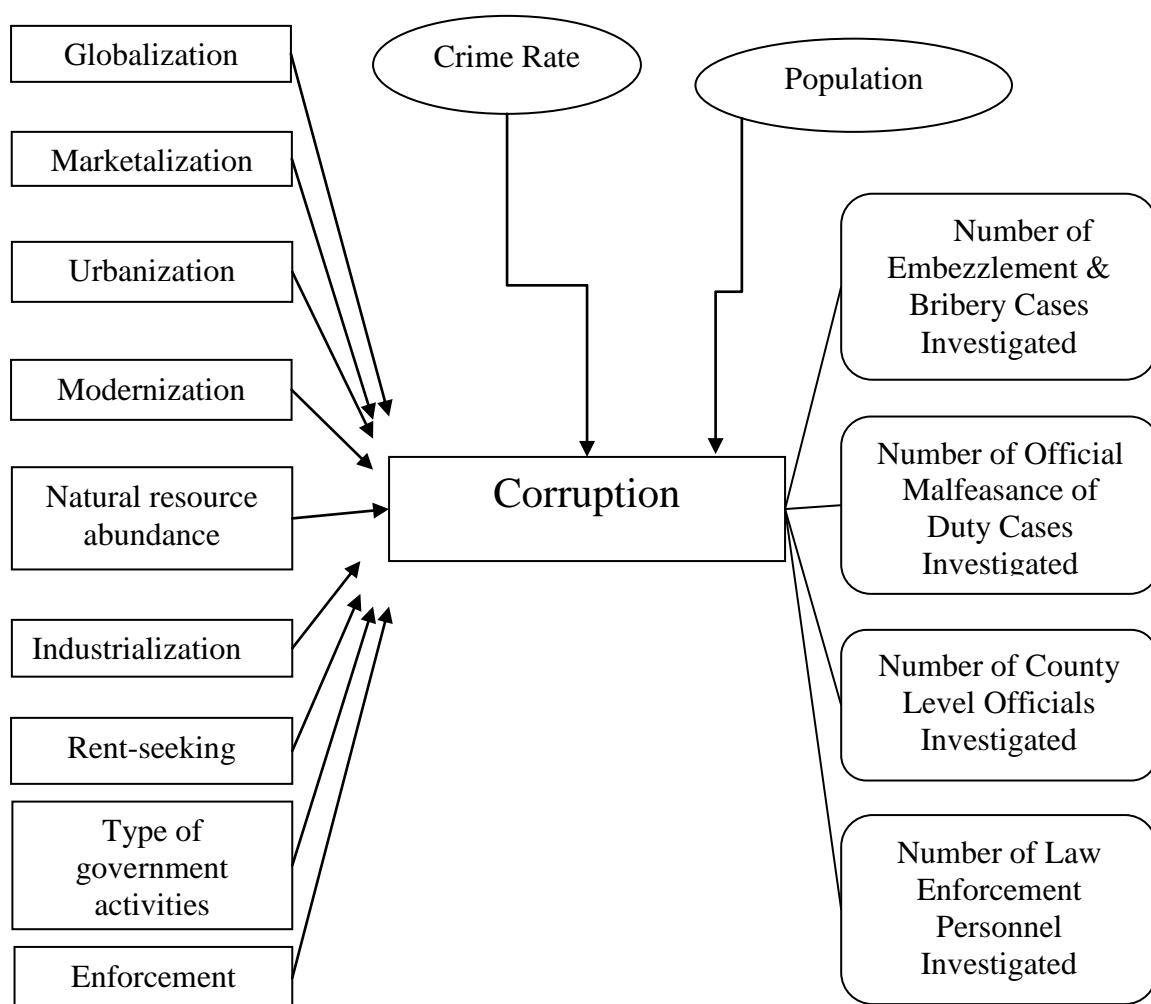 Globalization
Marketalization
Urbanization
Modernization
Natural resource
abundance
Industrialization
Rent-seeking
Type of
government
activities
Enforcement
Crime Rate
Population
Corruption
Number of
Embezzlement &
Bribery Cases
Investigated
Number of Official
Malfeasance of
Duty Cases
Investigated
Number of County
Level Officials
Investigated
Number of Law
Enforcement
Personnel
Investigated